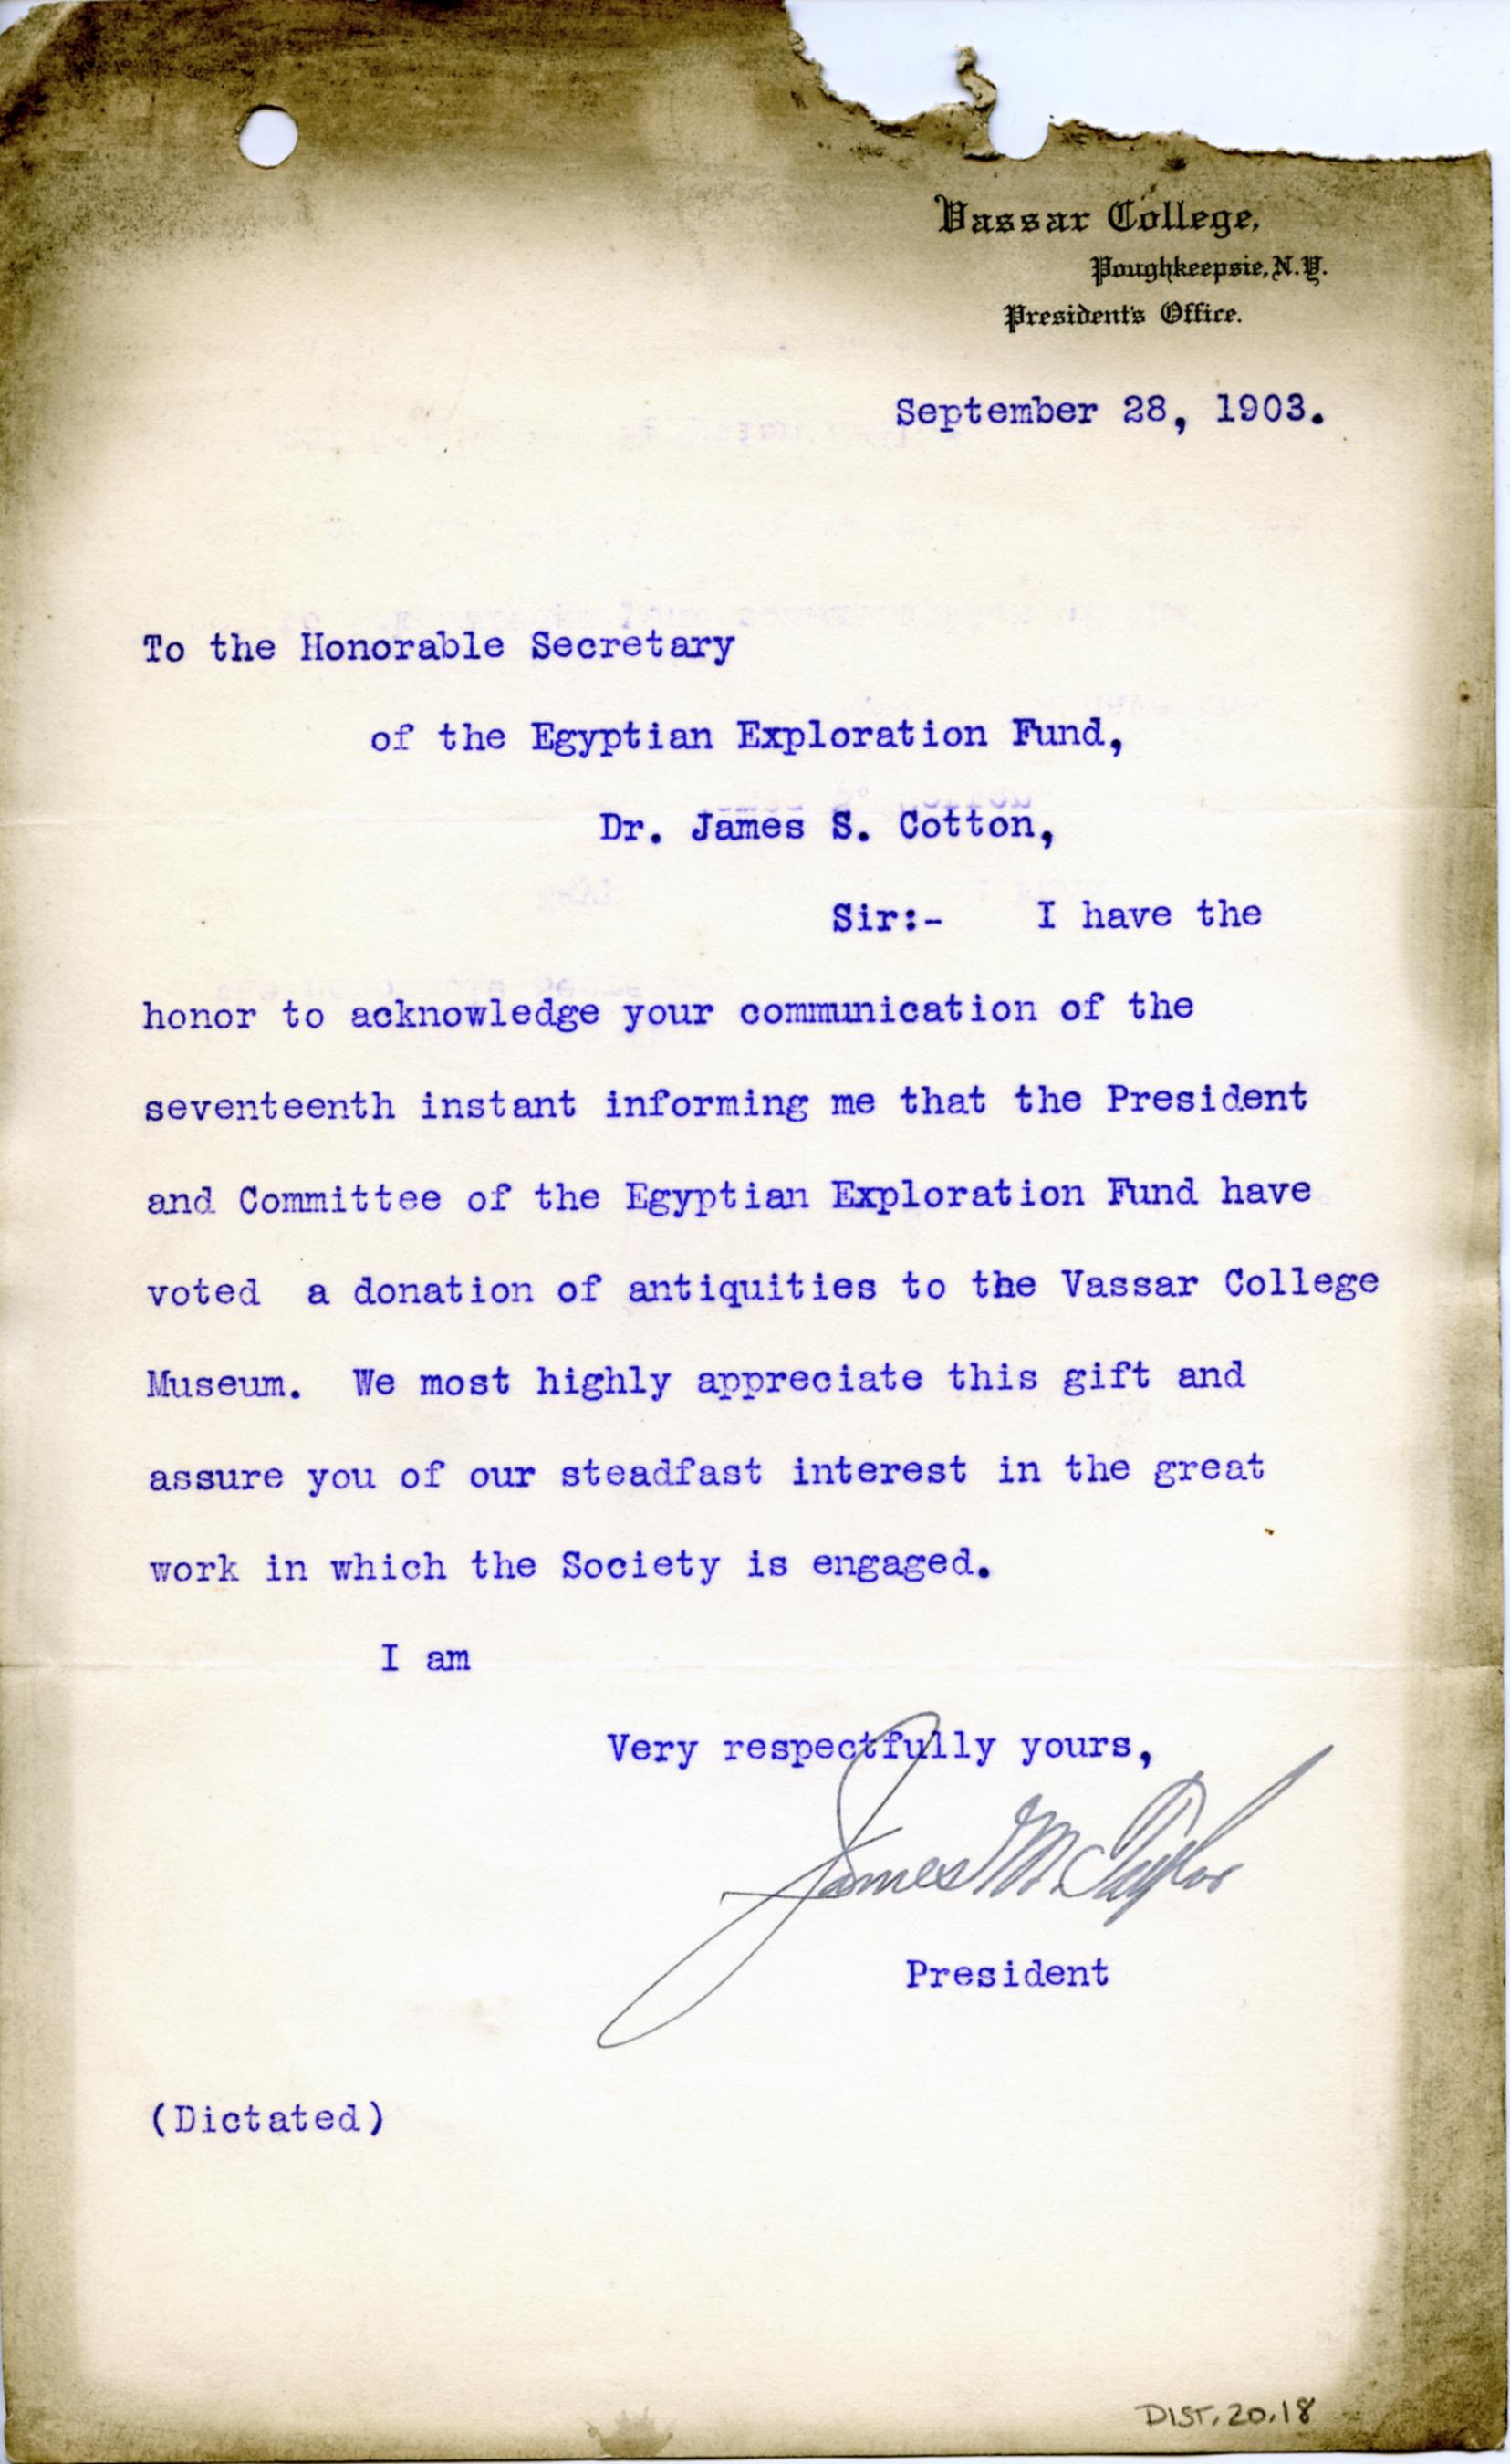 Vassar College,
Poughkeepsie, N.Y.
President's Office.
September 28, 1903.
To the Honorable Secretary
of the Egyptian Exploration Fund,
Dr. James S. Cotton,
Sir:- I have the
honor to acknowledge your communication of the
seventeenth instant informing me that the President
and Committee of the Egyptian Exploration Fund have
voted a donation of antiquities to the Vassar College
Museum. We most highly appreciate this gift and
assure you of our steadfast interest in the great
work in which the Society is engaged.
I am
Very respectfully yours,
James M. Taylor
President
(Dictated)
DIST.20.18